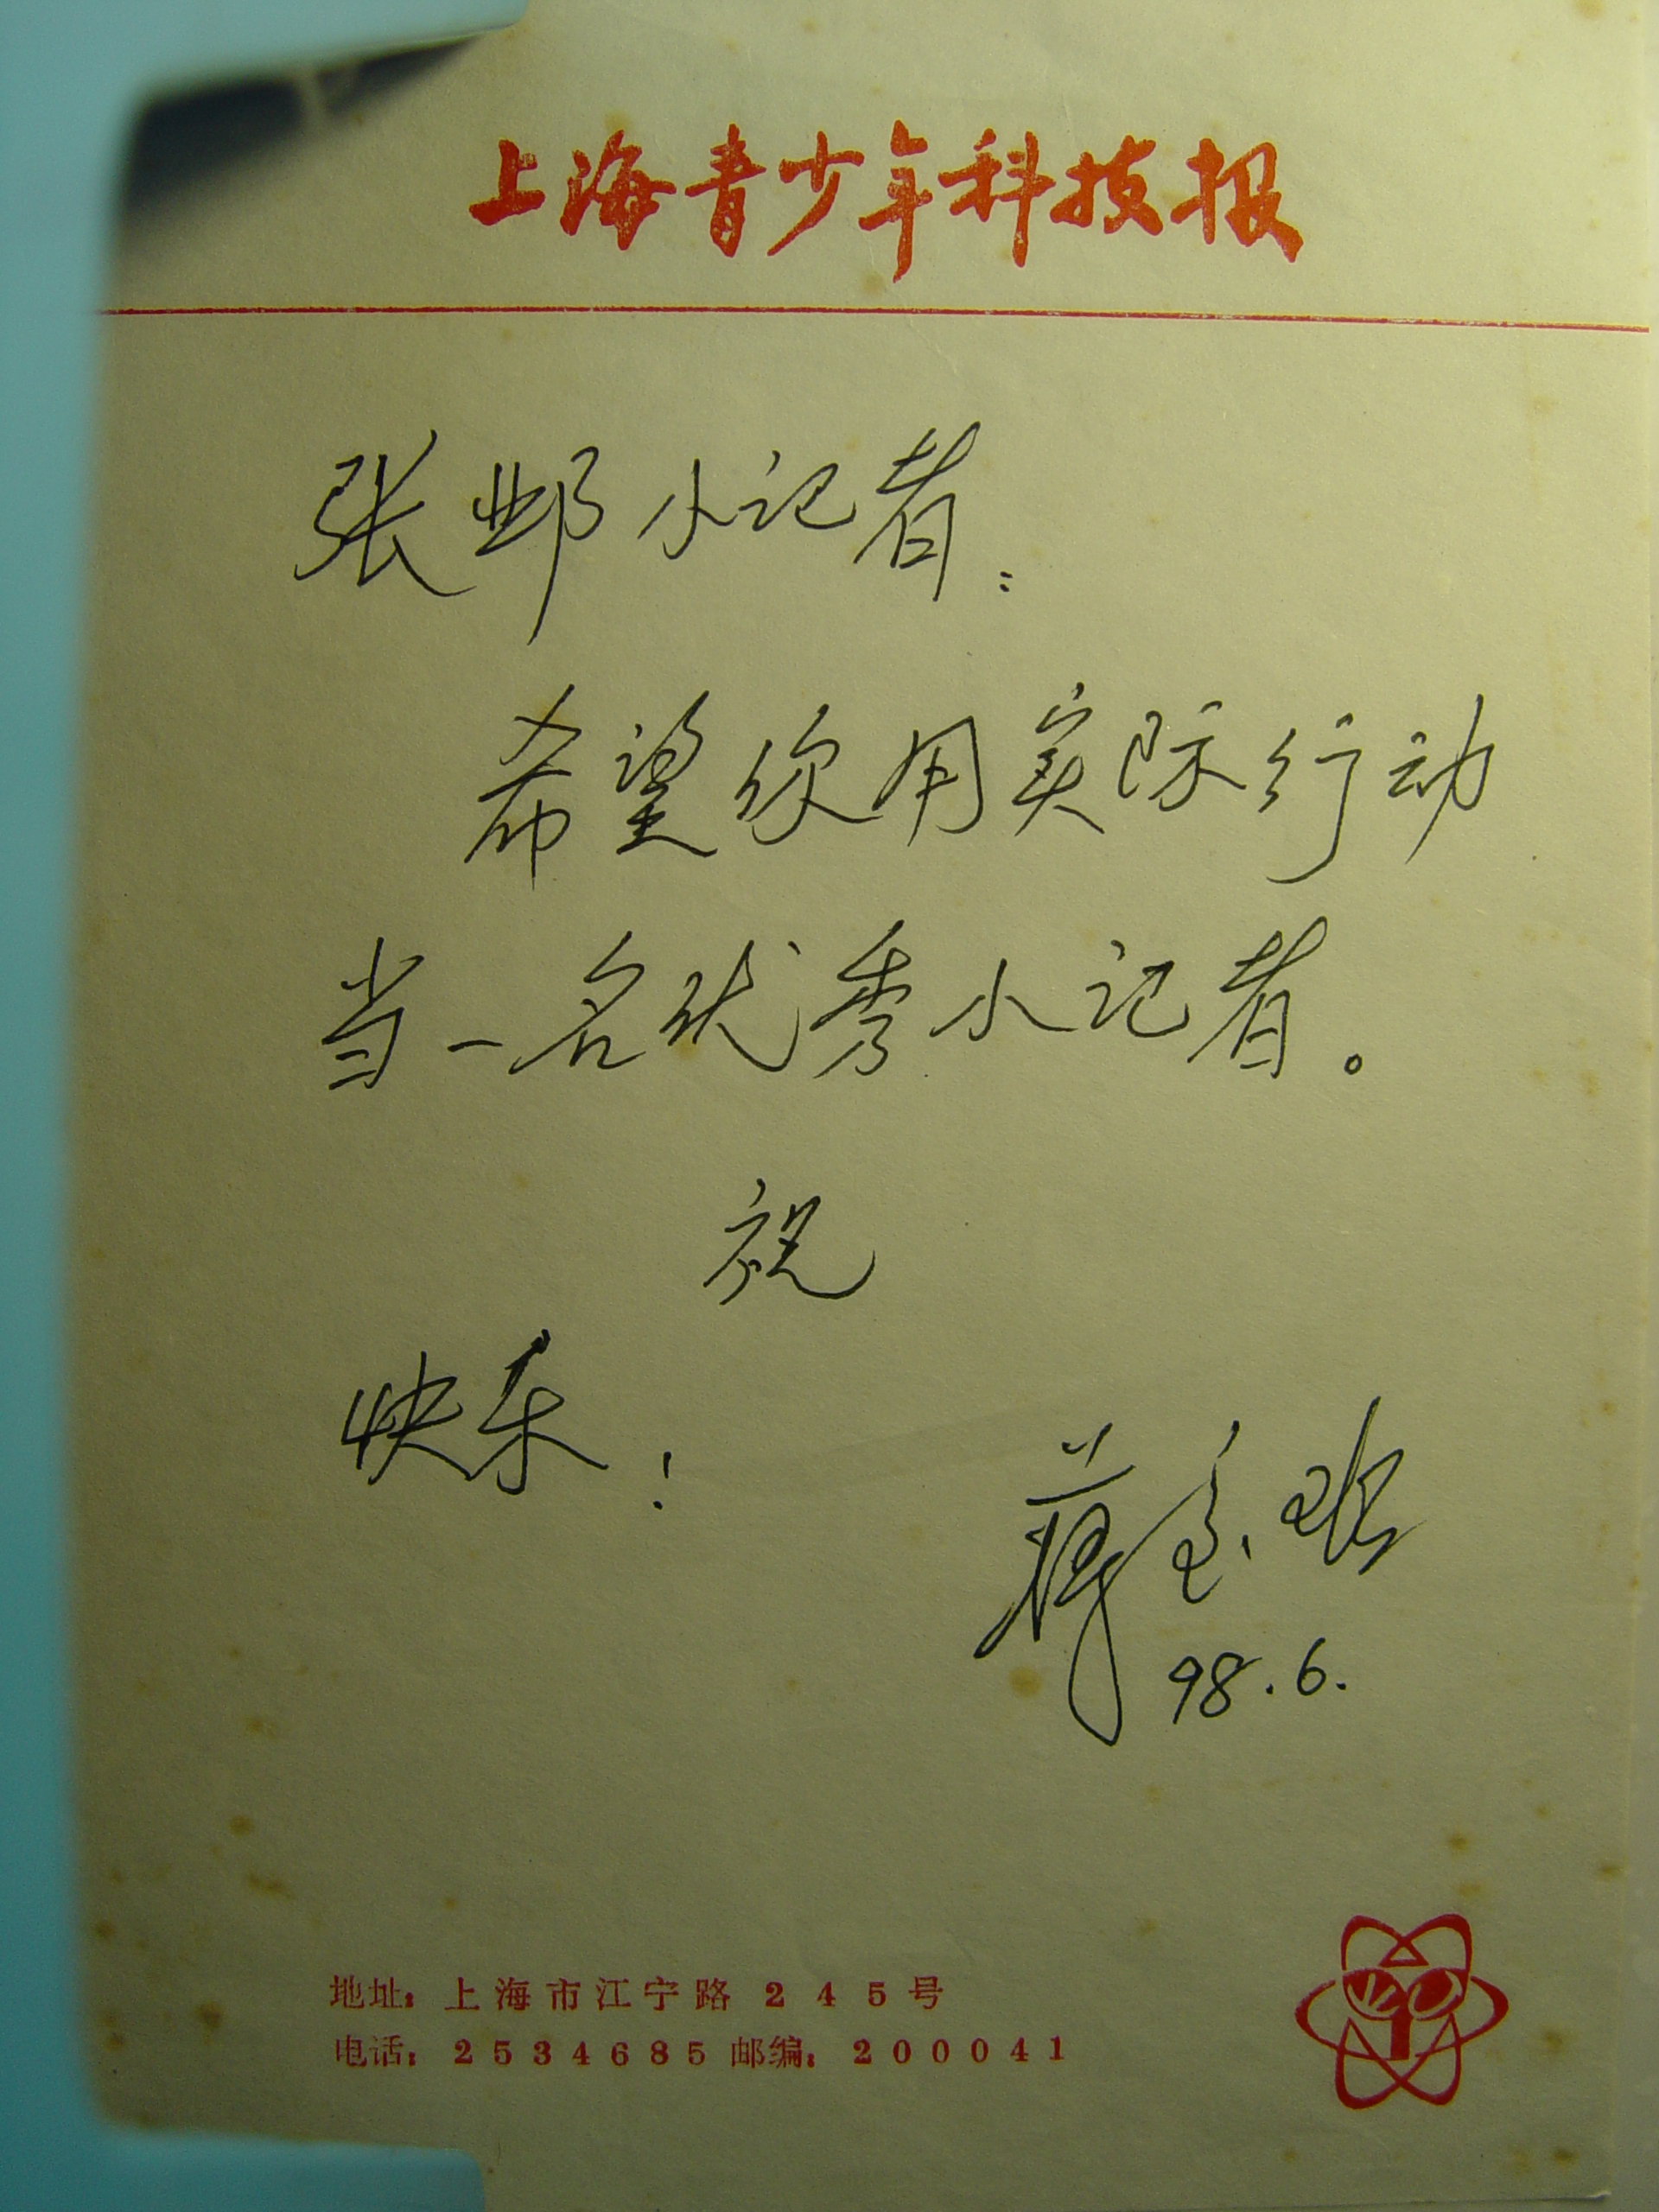 上海青少年科技报
张邺小记者:
希望你用实际行动
当一名优秀小记者。
祝
快乐!
蒋
98.6.
地址:上海市江宁路245号
电话:2534685 邮编:200041